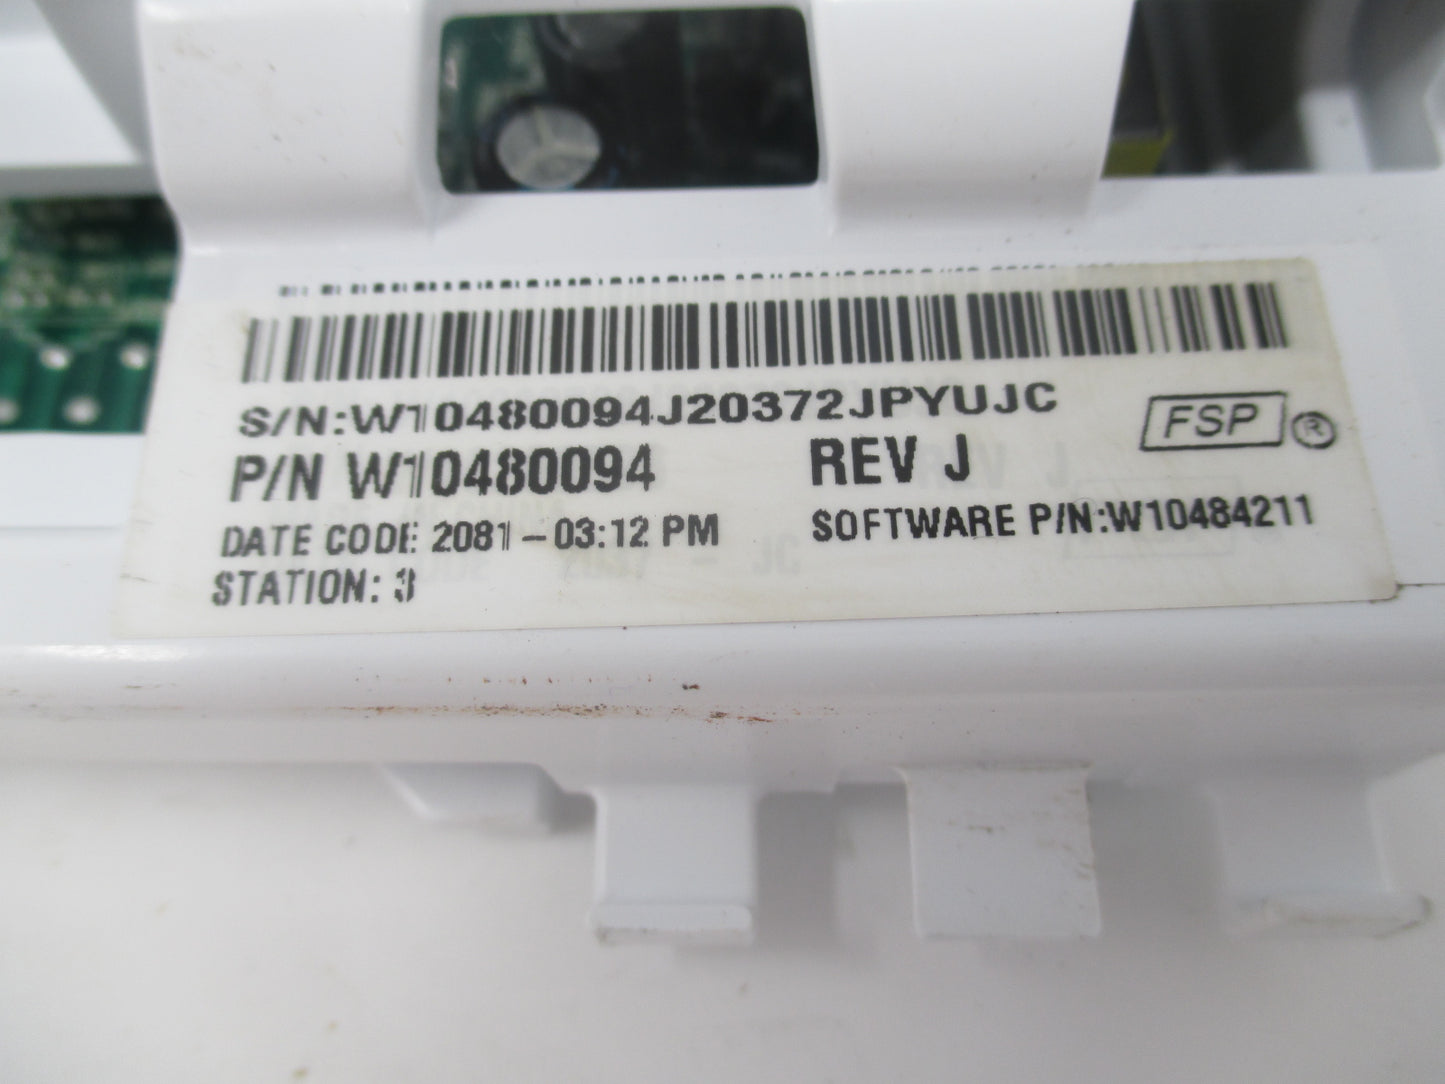 S/N:W10480094J20372JPYUJC
FSP ®
P/N W10480094 REV J
DATE CODE 2081 - 03:12 PM SOFTWARE P/N:W10484211
STATION: 3